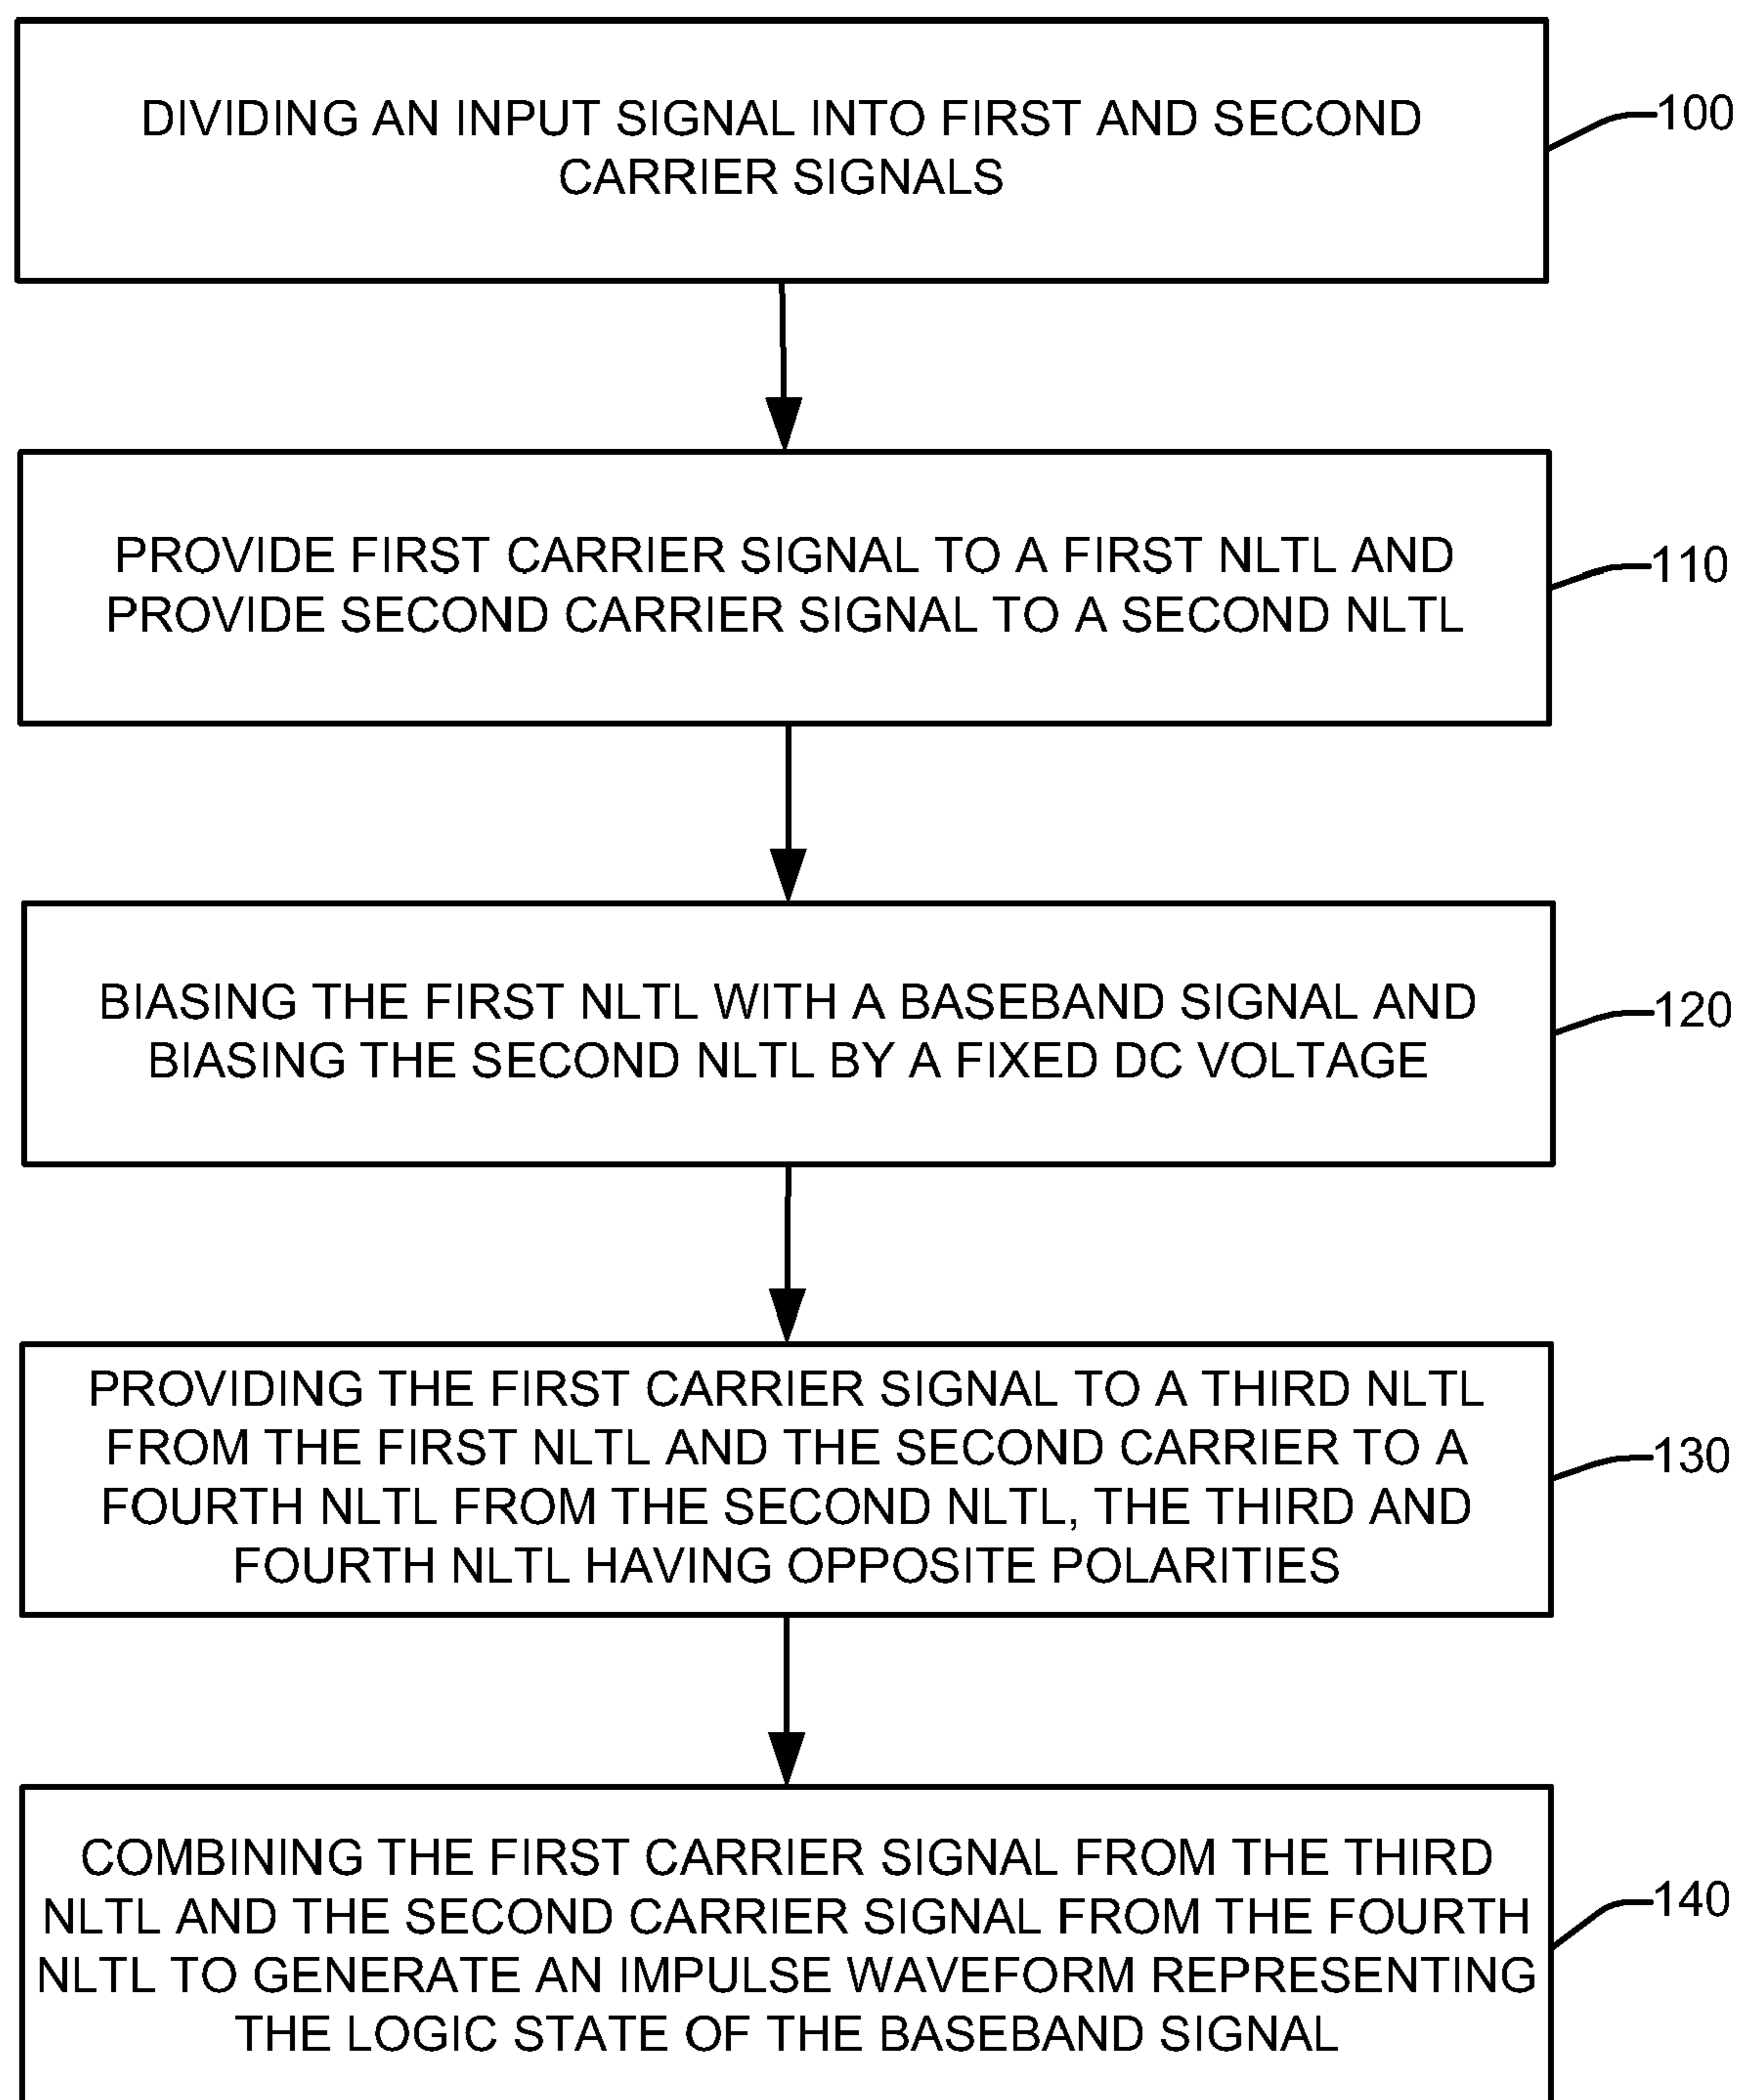 DIVIDING AN INPUT SIGNAL INTO FIRST AND SECOND
CARRIER SIGNALS
100
PROVIDE FIRST CARRIER SIGNAL TO A FIRST NLTL AND
PROVIDE SECOND CARRIER SIGNAL TO A SECOND NLTL
110
BIASING THE FIRST NLTL WITH A BASEBAND SIGNAL AND
BIASING THE SECOND NLTL BY A FIXED DC VOLTAGE
120
PROVIDING THE FIRST CARRIER SIGNAL TO A THIRD NLTL
FROM THE FIRST NLTL AND THE SECOND CARRIER TO A
FOURTH NLTL FROM THE SECOND NLTL, THE THIRD AND
FOURTH NLTL HAVING OPPOSITE POLARITIES
130
COMBINING THE FIRST CARRIER SIGNAL FROM THE THIRD
NLTL AND THE SECOND CARRIER SIGNAL FROM THE FOURTH
NLTL TO GENERATE AN IMPULSE WAVEFORM REPRESENTING
THE LOGIC STATE OF THE BASEBAND SIGNAL
140